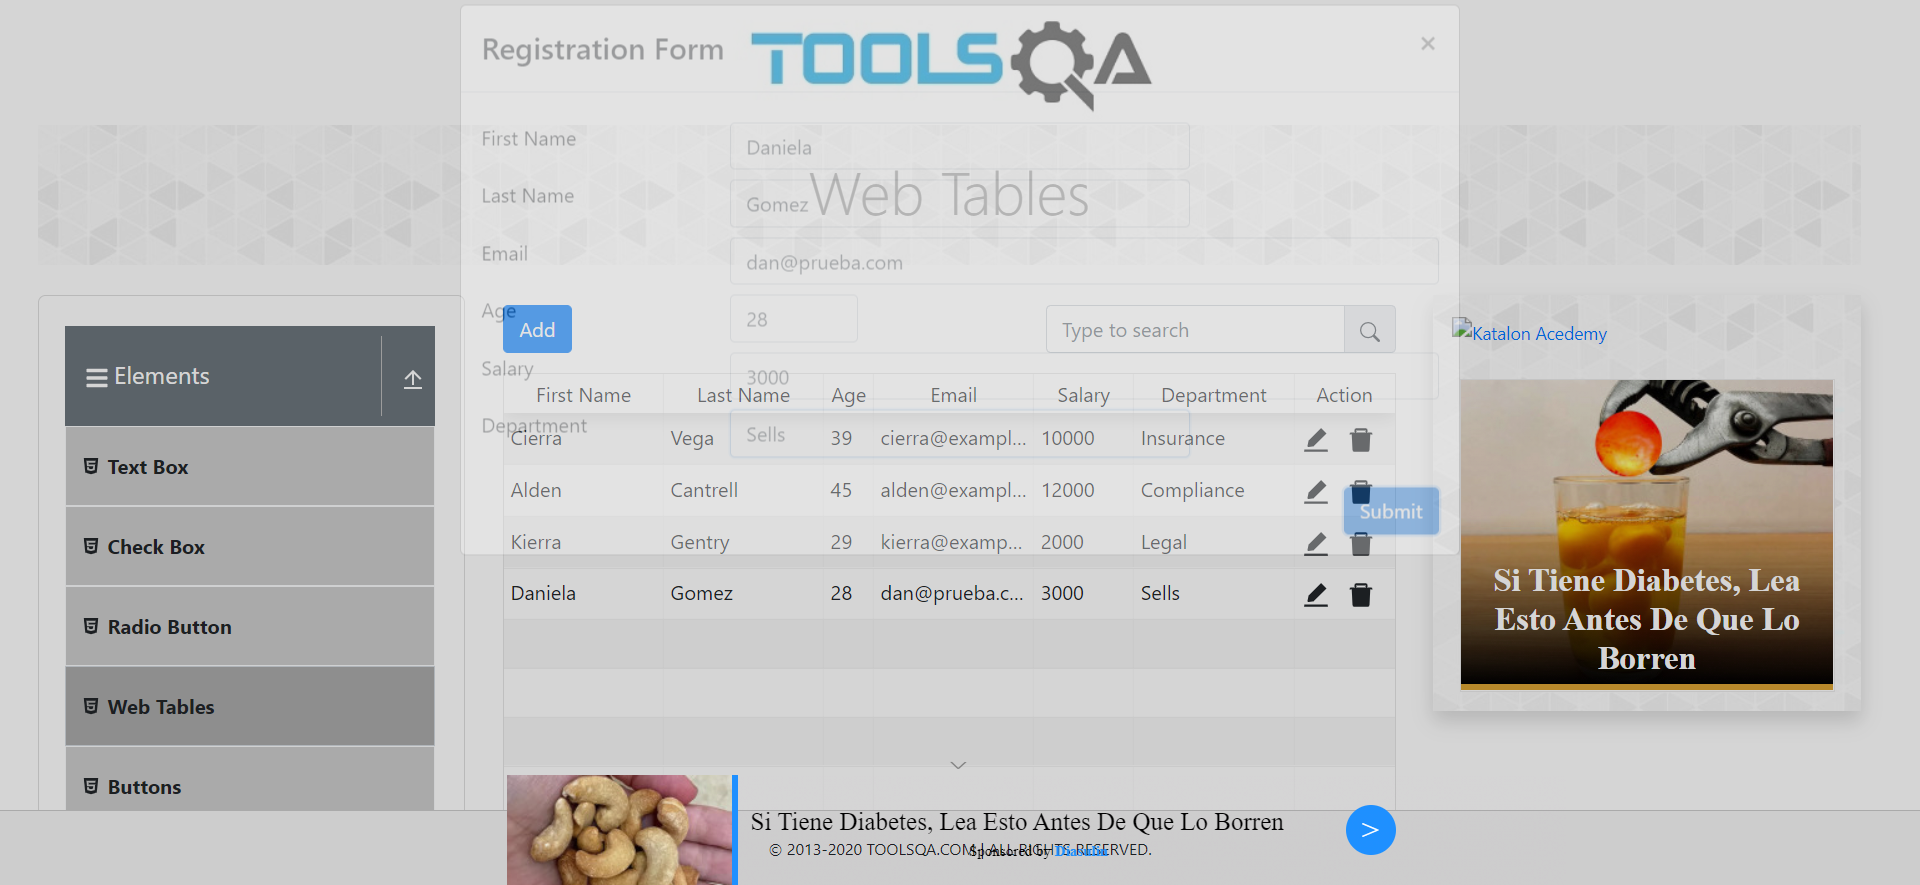 Registration Form
TOOLSQA
×
First Name
Daniela
Last Name
Gomez
Web Tables
Email
dan@prueba.com
Age
28
Salary
3000
Department
Sells
Submit
Add
Type to search
Elements
Text Box
Check Box
Radio Button
Web Tables
Buttons
First Name Last Name Age Email Salary Department Action
Cierra Vega 39 cierra@exampl... 10000 Insurance
Alden Cantrell 45 alden@exampl... 12000 Compliance
Kierra Gentry 29 kierra@examp... 2000 Legal
Daniela Gomez 28 dan@prueba.c... 3000 Sells
Katalon Acedemy
Si Tiene Diabetes, Lea
Esto Antes De Que Lo
Borren
Si Tiene Diabetes, Lea Esto Antes De Que Lo Borren
>
© 2013-2020 TOOLSQA.COM | ALL RIGHTS RESERVED.
Sponsored by